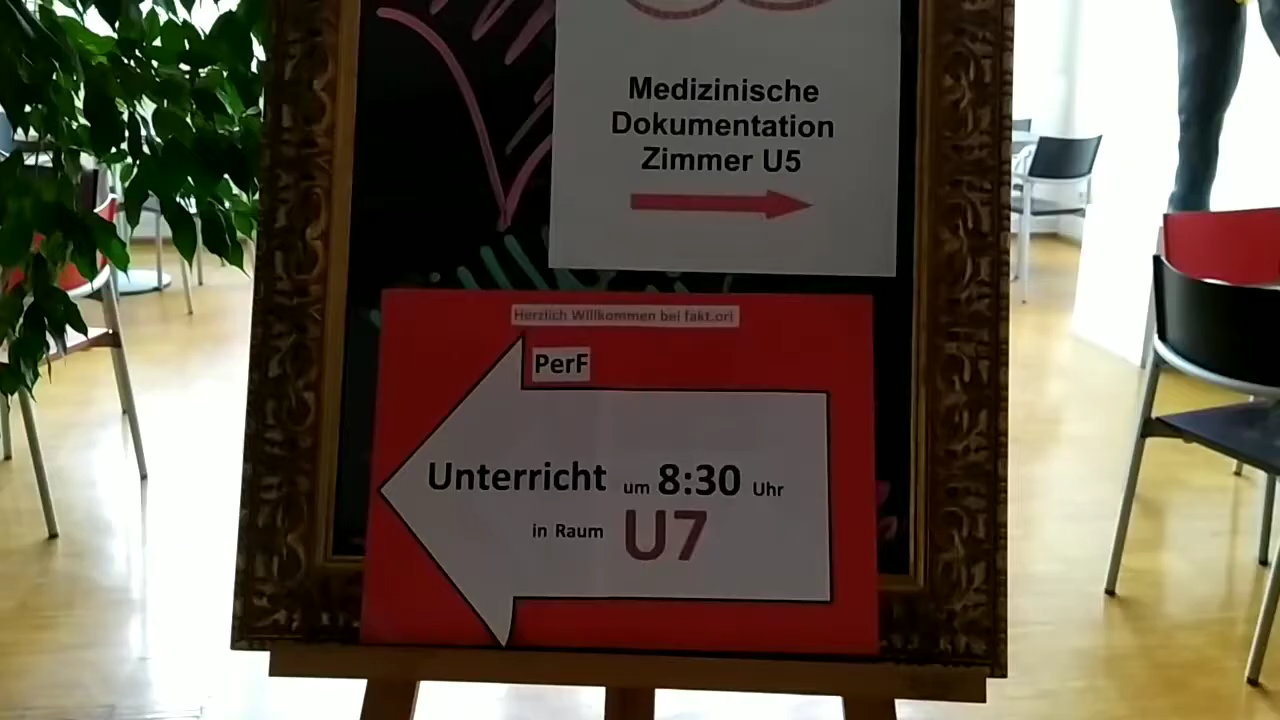 Medizinische
Dokumentation
Zimmer U5
Herzlich Willkommen bei fakt.ori
PerF
Unterricht um 8:30 Uhr
in Raum U7